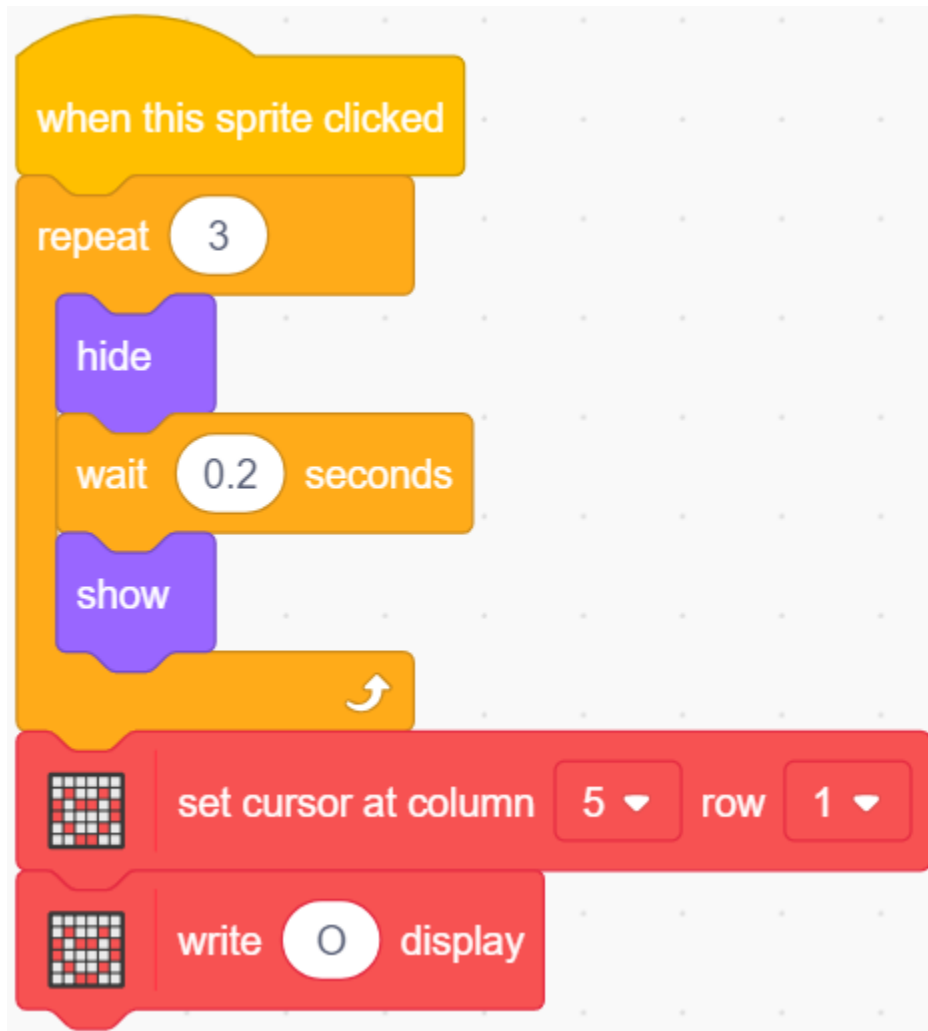 when this sprite clicked
repeat 3
hide
wait 0.2 seconds
show
set cursor at column 5 row 1
write O display